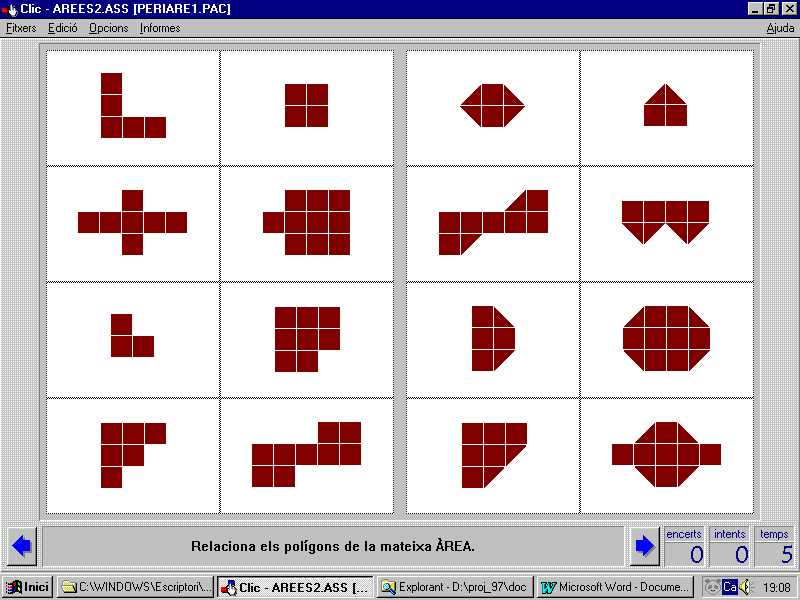 Clic - AREES2.ASS [PERIARE1.PAC]
Fitxers Edició Opcions Informes Ajuda
Relaciona els polígons de la mateixa ÀREA.
encerts intents temps
0 0 5
Inici C:\WINDOWS\Escriptori\... Clic - AREES2.ASS [... Explorant - D:\proj_97\doc Microsoft Word - Docume... Ca 19:08